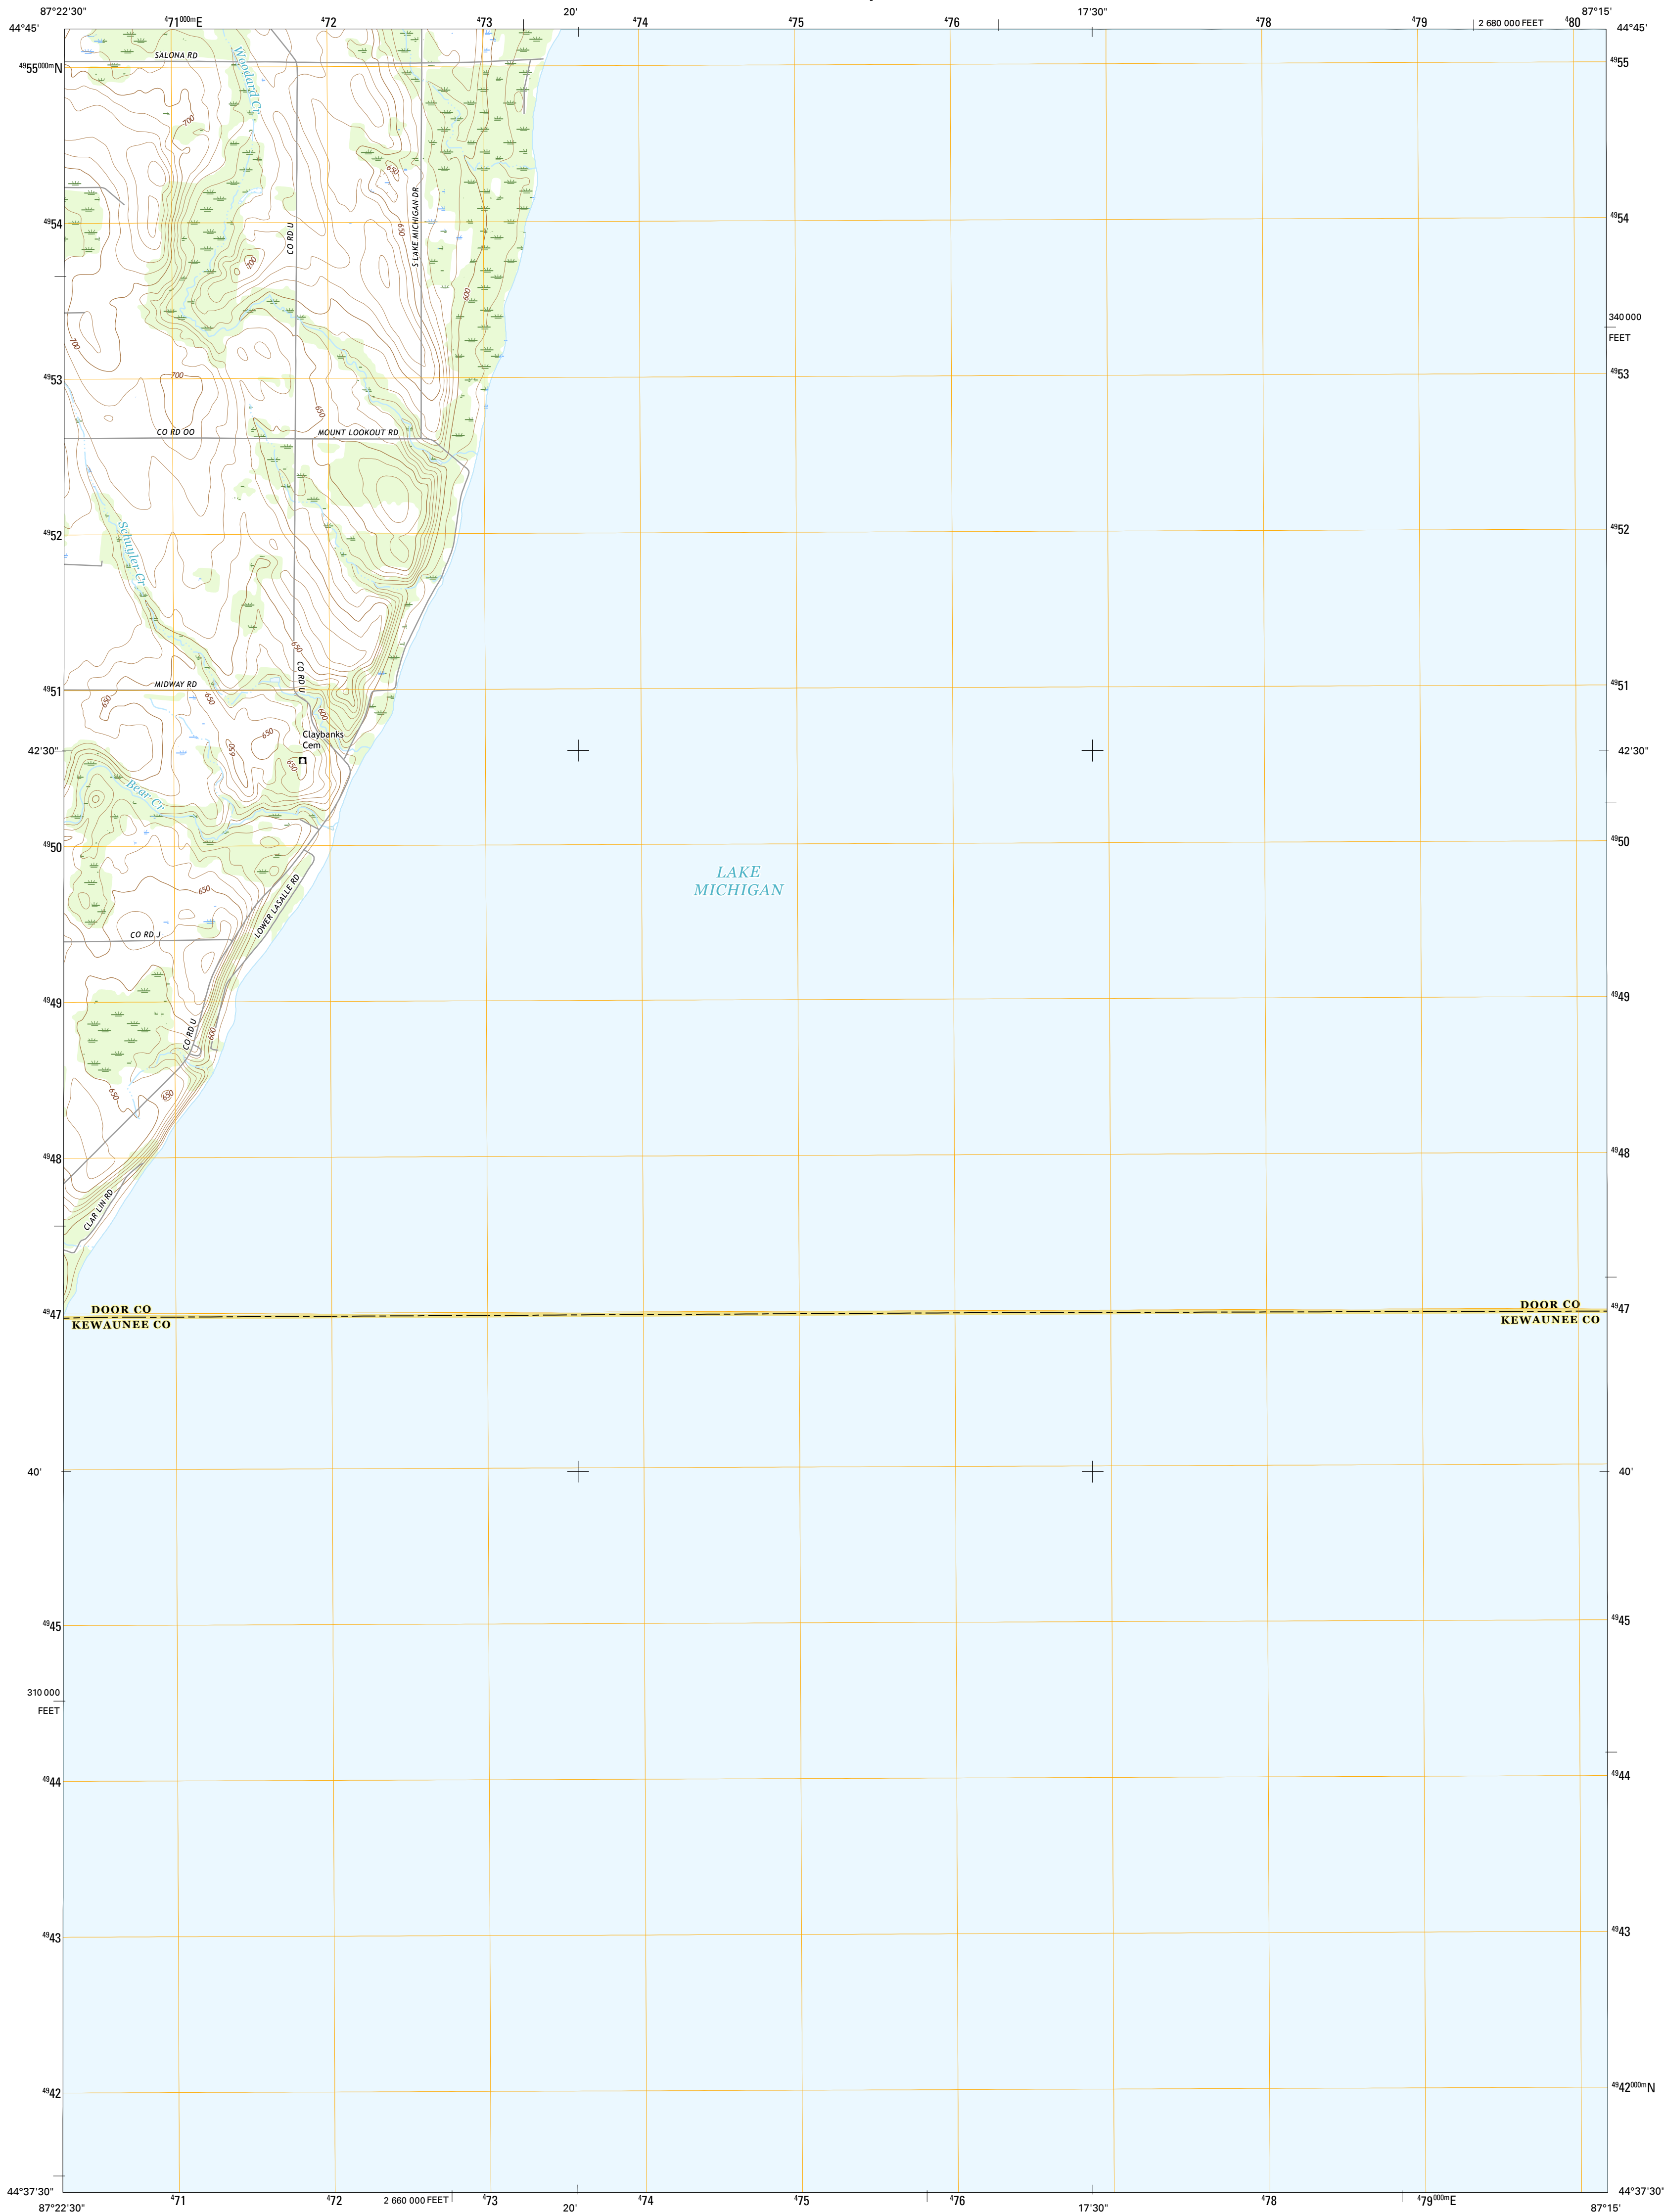 87°22'30"
⁴71⁰⁰⁰ᵐE
44°45'
⁴72
⁴73
20'
⁴74
⁴75
⁴76
17'30"
⁴78
⁴79
2 680 000 FEET
⁴80
87°15'
44°45'
44°45'
⁴⁹55⁰⁰⁰ᵐN
SALONA RD
Woodard Cr
⁴⁹55
700
650
S LAKE MICHIGAN DR
⁴⁹54
CO RD U
650
⁴⁹54
700
600
340 000
FEET
700
⁴⁹53
700
⁴⁹53
650
CO RD OO
MOUNT LOOKOUT RD
⁴⁹52
Schuyler Cr
⁴⁹52
650
CO RD U
⁴⁹51
MIDWAY RD
⁴⁹51
650
650
600
650
650
Claybanks
Cem
42'30"
42'30"
650
Bear Cr
⁴⁹50
⁴⁹50
LAKE
MICHIGAN
650
LOWER LASALLE RD
CO RD J
⁴⁹49
⁴⁹49
CO RD U
600
650
650
⁴⁹48
⁴⁹48
CLAR LIN RD
⁴⁹47
DOOR CO
KEWAUNEE CO
DOOR CO
KEWAUNEE CO
⁴⁹47
40'
40'
⁴⁹45
⁴⁹45
310 000
FEET
⁴⁹44
⁴⁹44
⁴⁹43
⁴⁹43
⁴⁹42
⁴⁹42⁰⁰⁰ᵐN
44°37'30"
44°37'30"
87°22'30"
⁴71
⁴72
2 660 000 FEET
⁴73
20'
⁴74
⁴75
⁴76
17'30"
⁴78
⁴79⁰⁰⁰ᵐE
87°15'